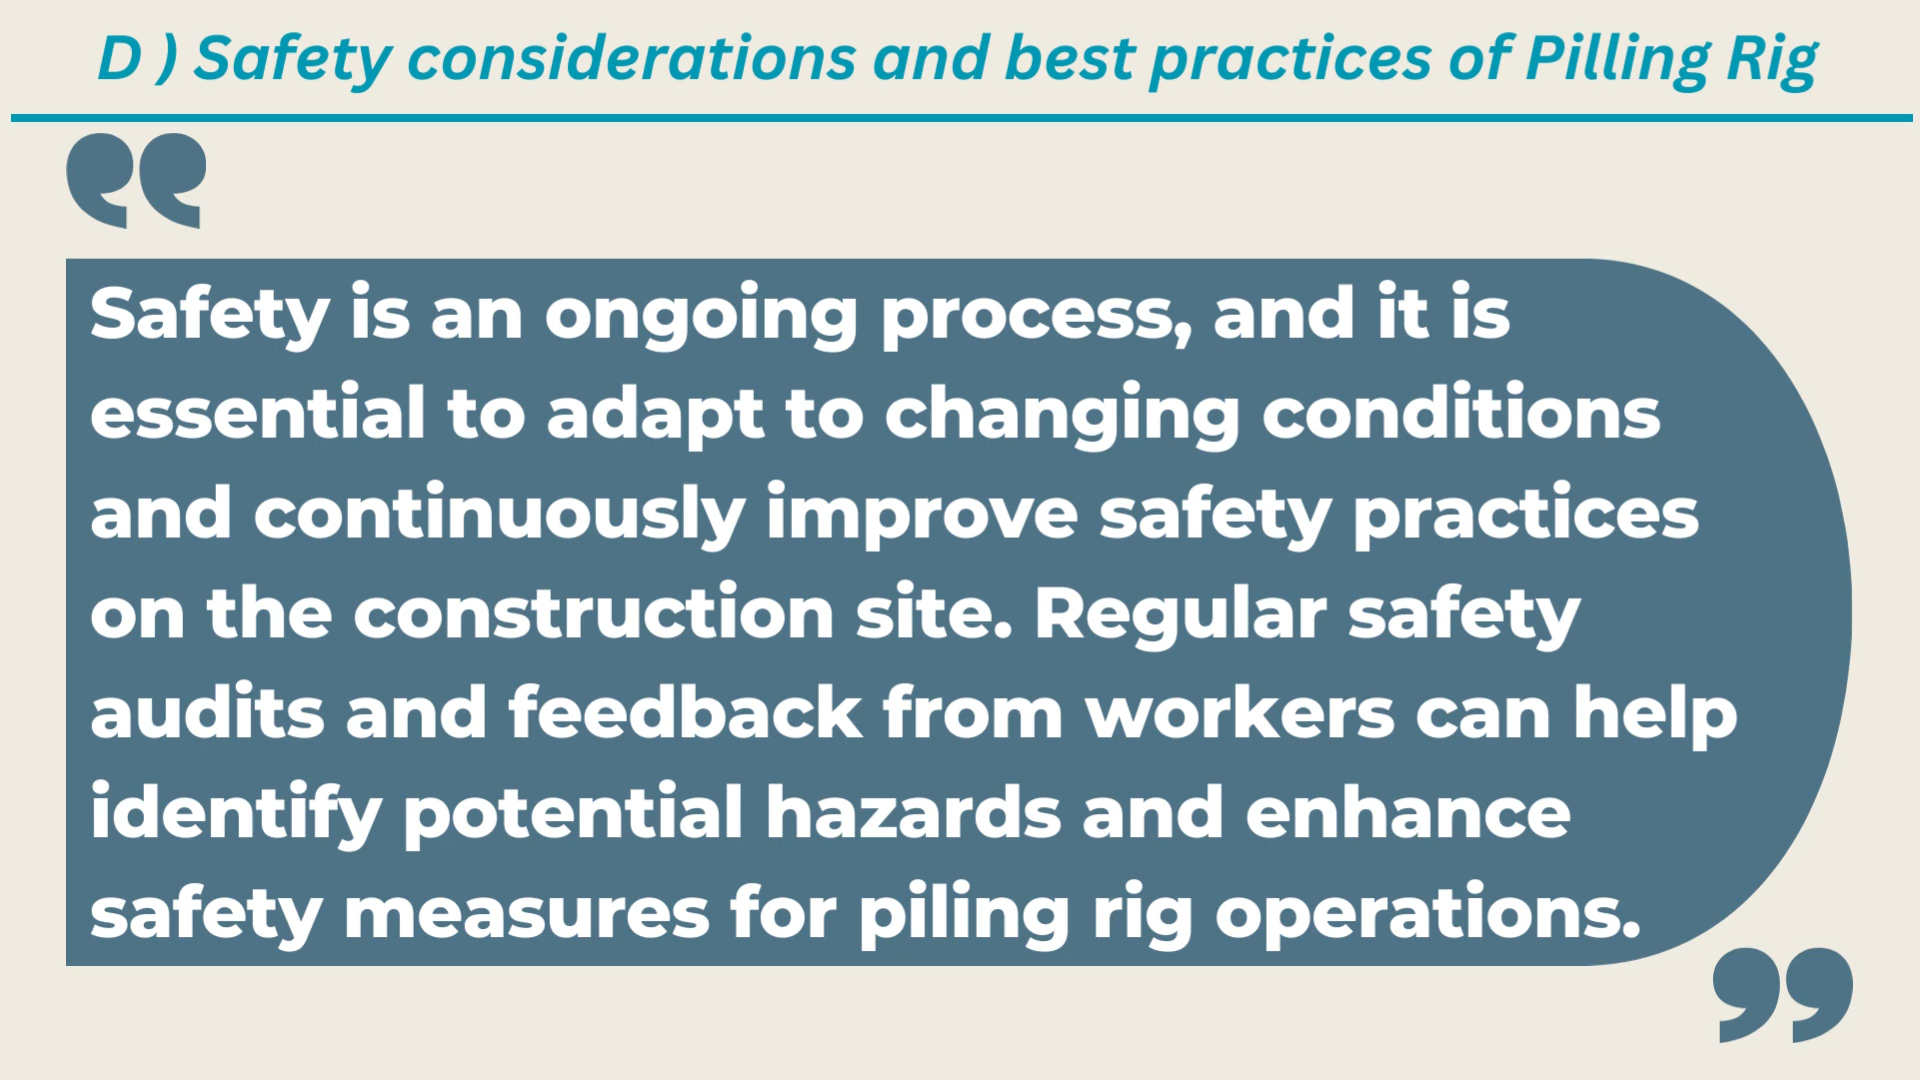 D ) Safety considerations and best practices of Pilling Rig
Safety is an ongoing process, and it is
essential to adapt to changing conditions
and continuously improve safety practices
on the construction site. Regular safety
audits and feedback from workers can help
identify potential hazards and enhance
safety measures for piling rig operations.